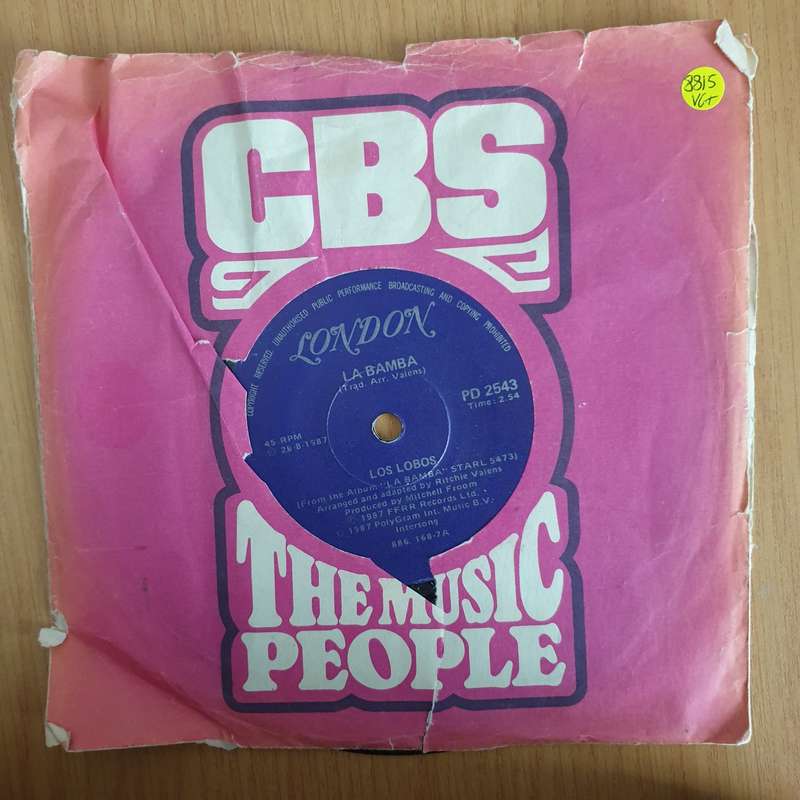 3815
VG+
CBS
COPYRIGHT RESERVED. UNAUTHORISED PUBLIC PERFORMANCE BROADCASTING AND COPYING PROHIBITED
LONDON
LA BAMBA
(Trad. Arr. Valens)
PD 2543
Time: 2.54
45 RPM
℗ 26-8-1987
LOS LOBOS
(From the Album "LA BAMBA" STARL 5473)
Arranged and adapted by Ritchie Valens
Produced by Mitchell Froom
℗ 1987 FFRR Records Ltd.
© 1987 PolyGram Int. Music B.V.
Intersong
886 168-7A
THE MUSIC
PEOPLE